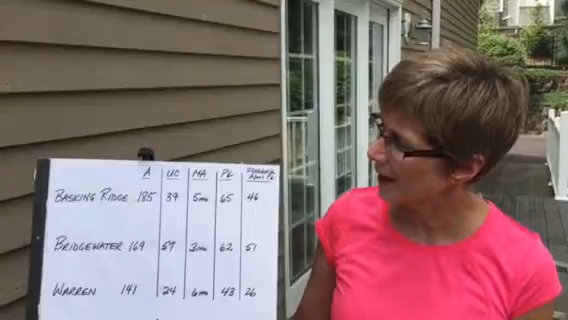 A UC MA PL
BASKING RIDGE 185 39 5mo 65 46
BRIDGEWATER 169 57 3mo 62 51
WARREN 141 24 6mo 43 26